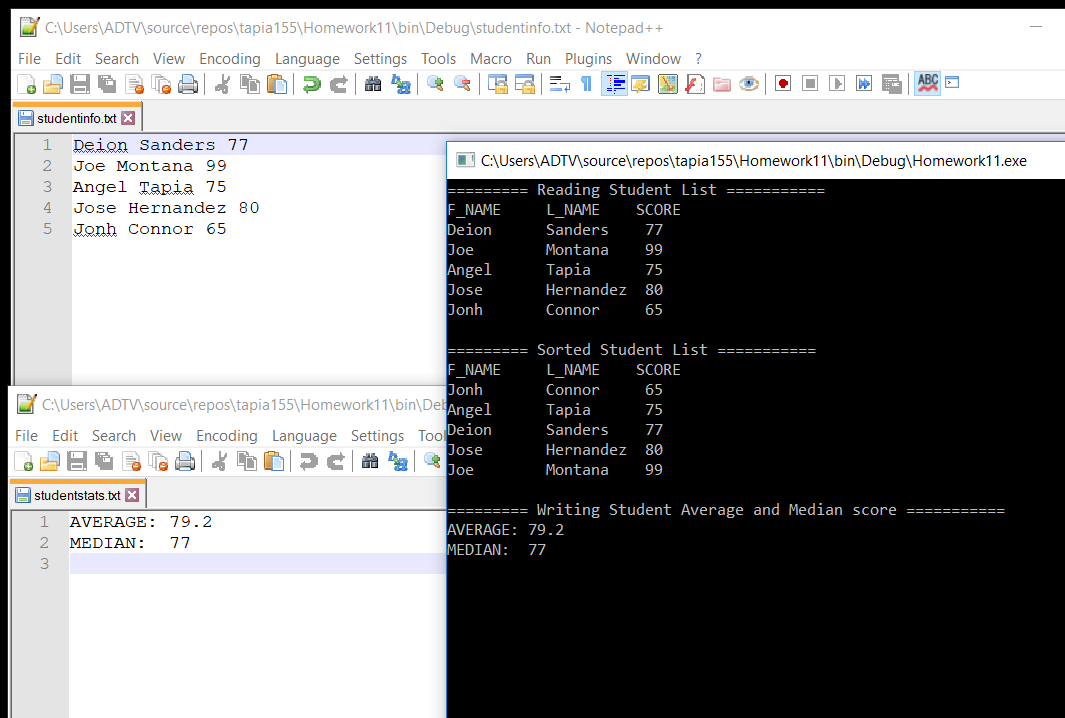 C:\Users\ADTV\source\repos\tapia155\Homework11\bin\Debug\studentinfo.txt - Notepad++
File Edit Search View Encoding Language Settings Tools Macro Run Plugins Window ?
ABC
studentinfo.txt
1 Deion Sanders 77
2 Joe Montana 99
3 Angel Tapia 75
4 Jose Hernandez 80
5 Jonh Connor 65
C:\Users\ADTV\source\repos\tapia155\Homework11\bin\Debug\Homework11.exe
========= Reading Student List ===========
F_NAME L_NAME SCORE
Deion Sanders 77
Joe Montana 99
Angel Tapia 75
Jose Hernandez 80
Jonh Connor 65
========= Sorted Student List ===========
F_NAME L_NAME SCORE
Jonh Connor 65
Angel Tapia 75
Deion Sanders 77
Jose Hernandez 80
Joe Montana 99
========= Writing Student Average and Median score ===========
AVERAGE: 79.2
MEDIAN: 77
C:\Users\ADTV\source\repos\tapia155\Homework11\bin\Deb
File Edit Search View Encoding Language Settings Tool
studentstats.txt
1 AVERAGE: 79.2
2 MEDIAN: 77
3